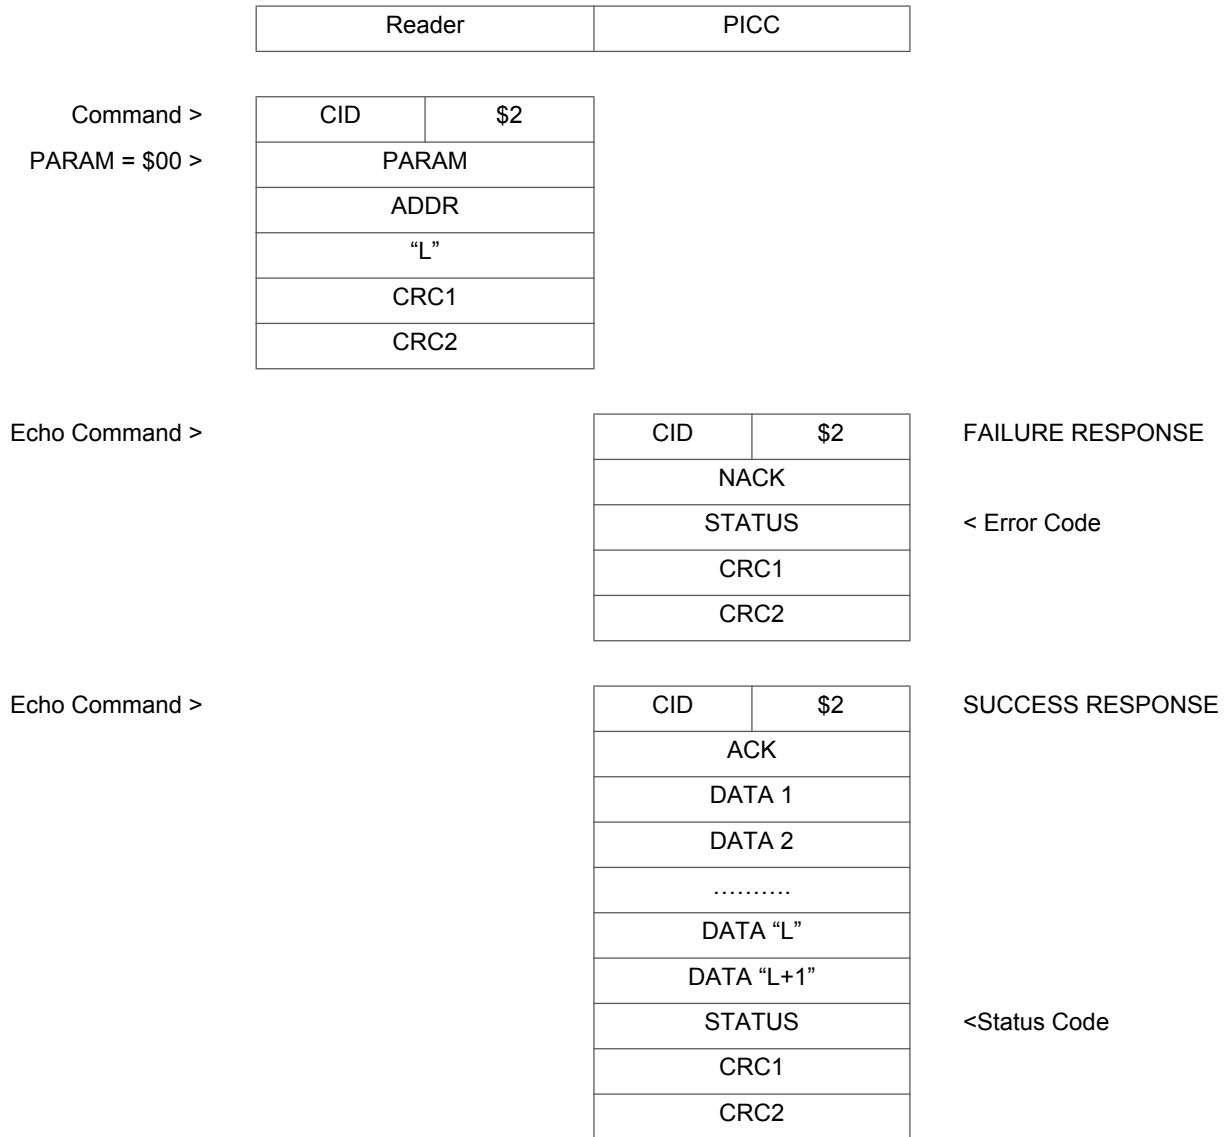 Reader PICC
Command > CID $2
PARAM = $00 > PARAM
ADDR
“L”
CRC1
CRC2
Echo Command > CID $2 FAILURE RESPONSE
NACK
STATUS < Error Code
CRC1
CRC2
Echo Command > CID $2 SUCCESS RESPONSE
ACK
DATA 1
DATA 2
……….
DATA “L”
DATA “L+1”
STATUS <Status Code
CRC1
CRC2